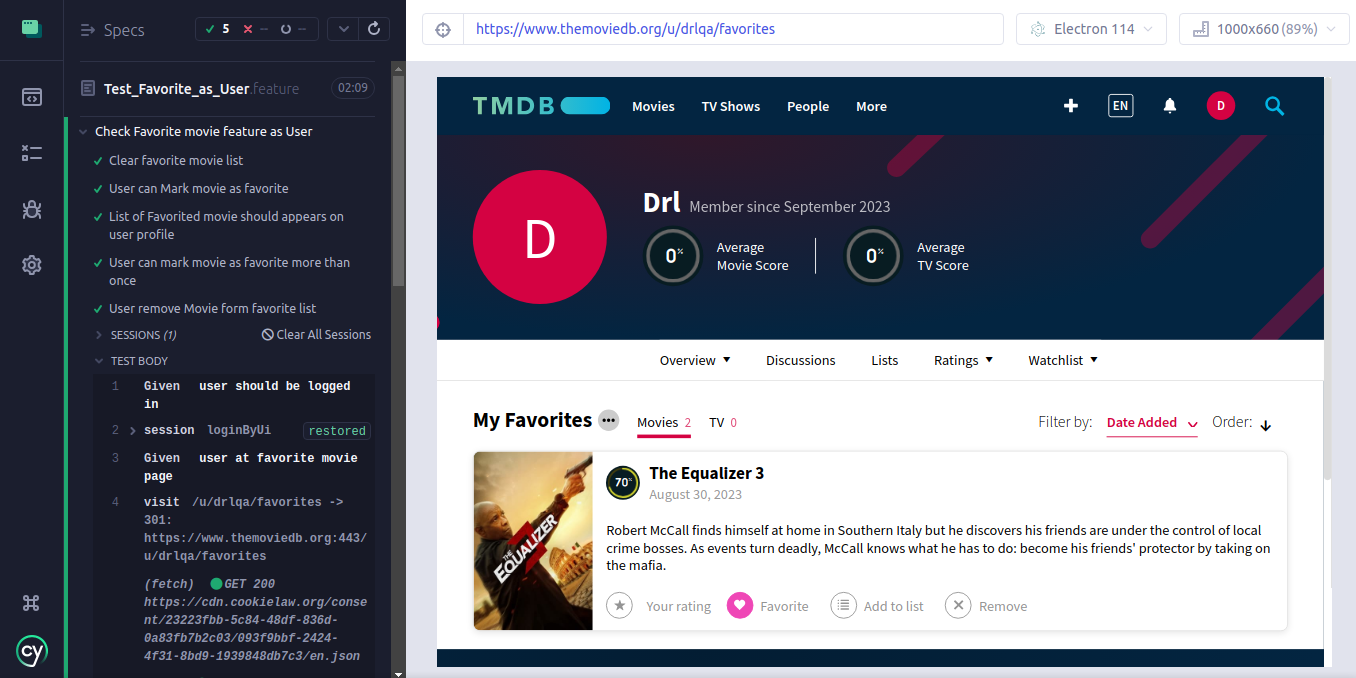 Specs
5
--
--
Test_Favorite_as_User.feature
02:09
Check Favorite movie feature as User
Clear favorite movie list
User can Mark movie as favorite
List of Favorited movie should appears on
user profile
User can mark movie as favorite more than
once
User remove Movie form favorite list
SESSIONS (1)
Clear All Sessions
TEST BODY
1 Given user should be logged
in
2 session loginByUi restored
3 Given user at favorite movie
page
4 visit /u/drlqa/favorites ->
301:
https://www.themoviedb.org:443/
u/drlqa/favorites
(fetch) GET 200
https://cdn.cookielaw.org/conse
nt/23223fbb-5c84-48df-836d-
0a83fb7b2c03/093f9bbf-2424-
4f31-8bd9-1939848db7c3/en.json
cy
https://www.themoviedb.org/u/drlqa/favorites
Electron 114
1000x660 (89%)
TMDB
Movies
TV Shows
People
More
EN
D
D
Drl Member since September 2023
0%
Average
Movie Score
0%
Average
TV Score
Overview
Discussions
Lists
Ratings
Watchlist
My Favorites
Movies 2
TV 0
Filter by:
Date Added
Order:
THE
EQUALIZER
70%
The Equalizer 3
August 30, 2023
Robert McCall finds himself at home in Southern Italy but he discovers his friends are under the control of local
crime bosses. As events turn deadly, McCall knows what he has to do: become his friends' protector by taking on
the mafia.
Your rating
Favorite
Add to list
Remove